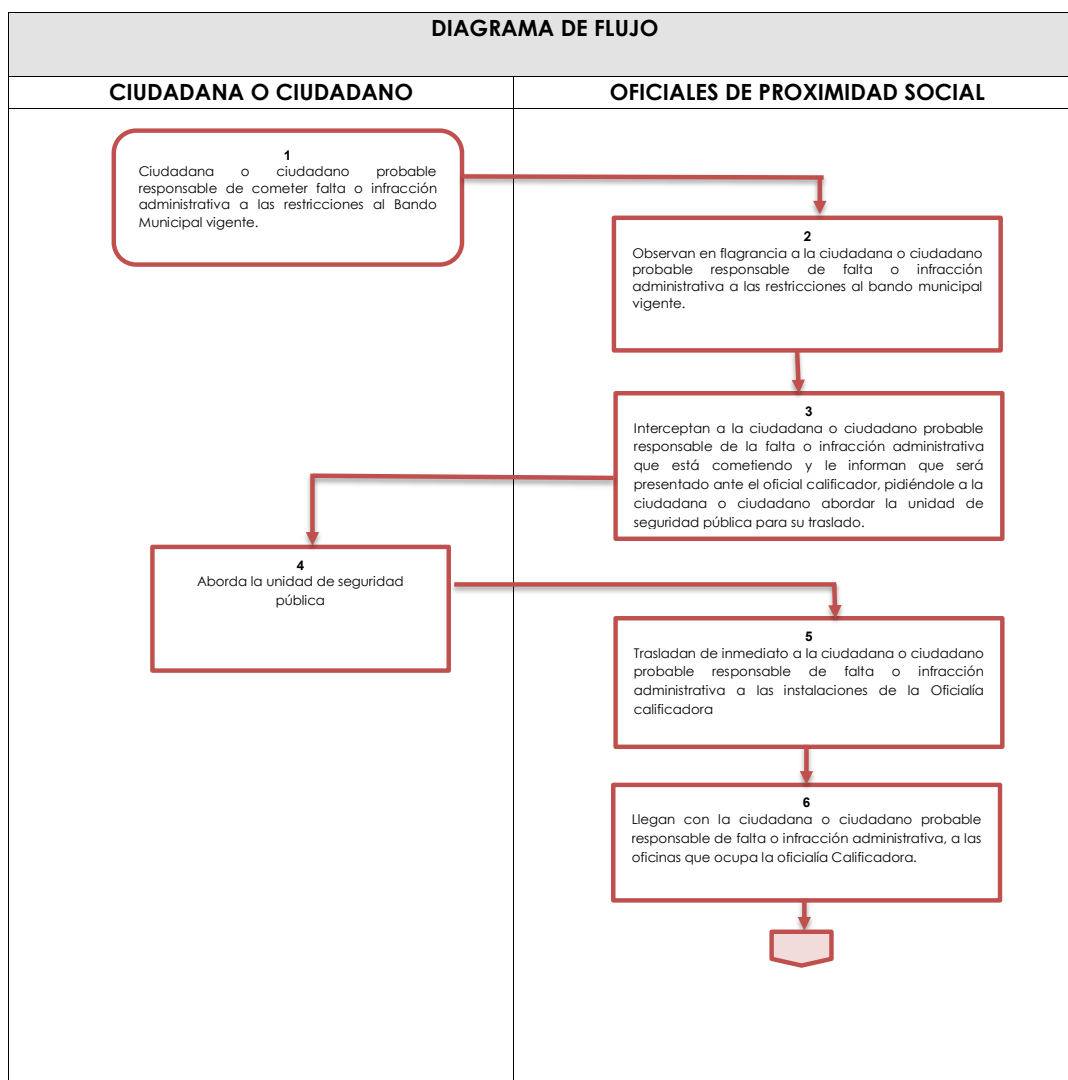 DIAGRAMA DE FLUJO
CIUDADANA O CIUDADANO
OFICIALES DE PROXIMIDAD SOCIAL
1
Ciudadana o ciudadano probable
responsable de cometer falta o infracción
administrativa a las restricciones al Bando
Municipal vigente.
2
Observan en flagrancia a la ciudadana o ciudadano
probable responsable de falta o infracción
administrativa a las restricciones al bando municipal
vigente.
3
Interceptan a la ciudadana o ciudadano probable
responsable de la falta o infracción administrativa
que está cometiendo y le informan que será
presentado ante el oficial calificador, pidiéndole a la
ciudadana o ciudadano abordar la unidad de
seguridad pública para su traslado.
4
Aborda la unidad de seguridad
pública
5
Trasladan de inmediato a la ciudadana o ciudadano
probable responsable de falta o infracción
administrativa a las instalaciones de la Oficialía
calificadora
6
Llegan con la ciudadana o ciudadano probable
responsable de falta o infracción administrativa, a las
oficinas que ocupa la oficialía Calificadora.